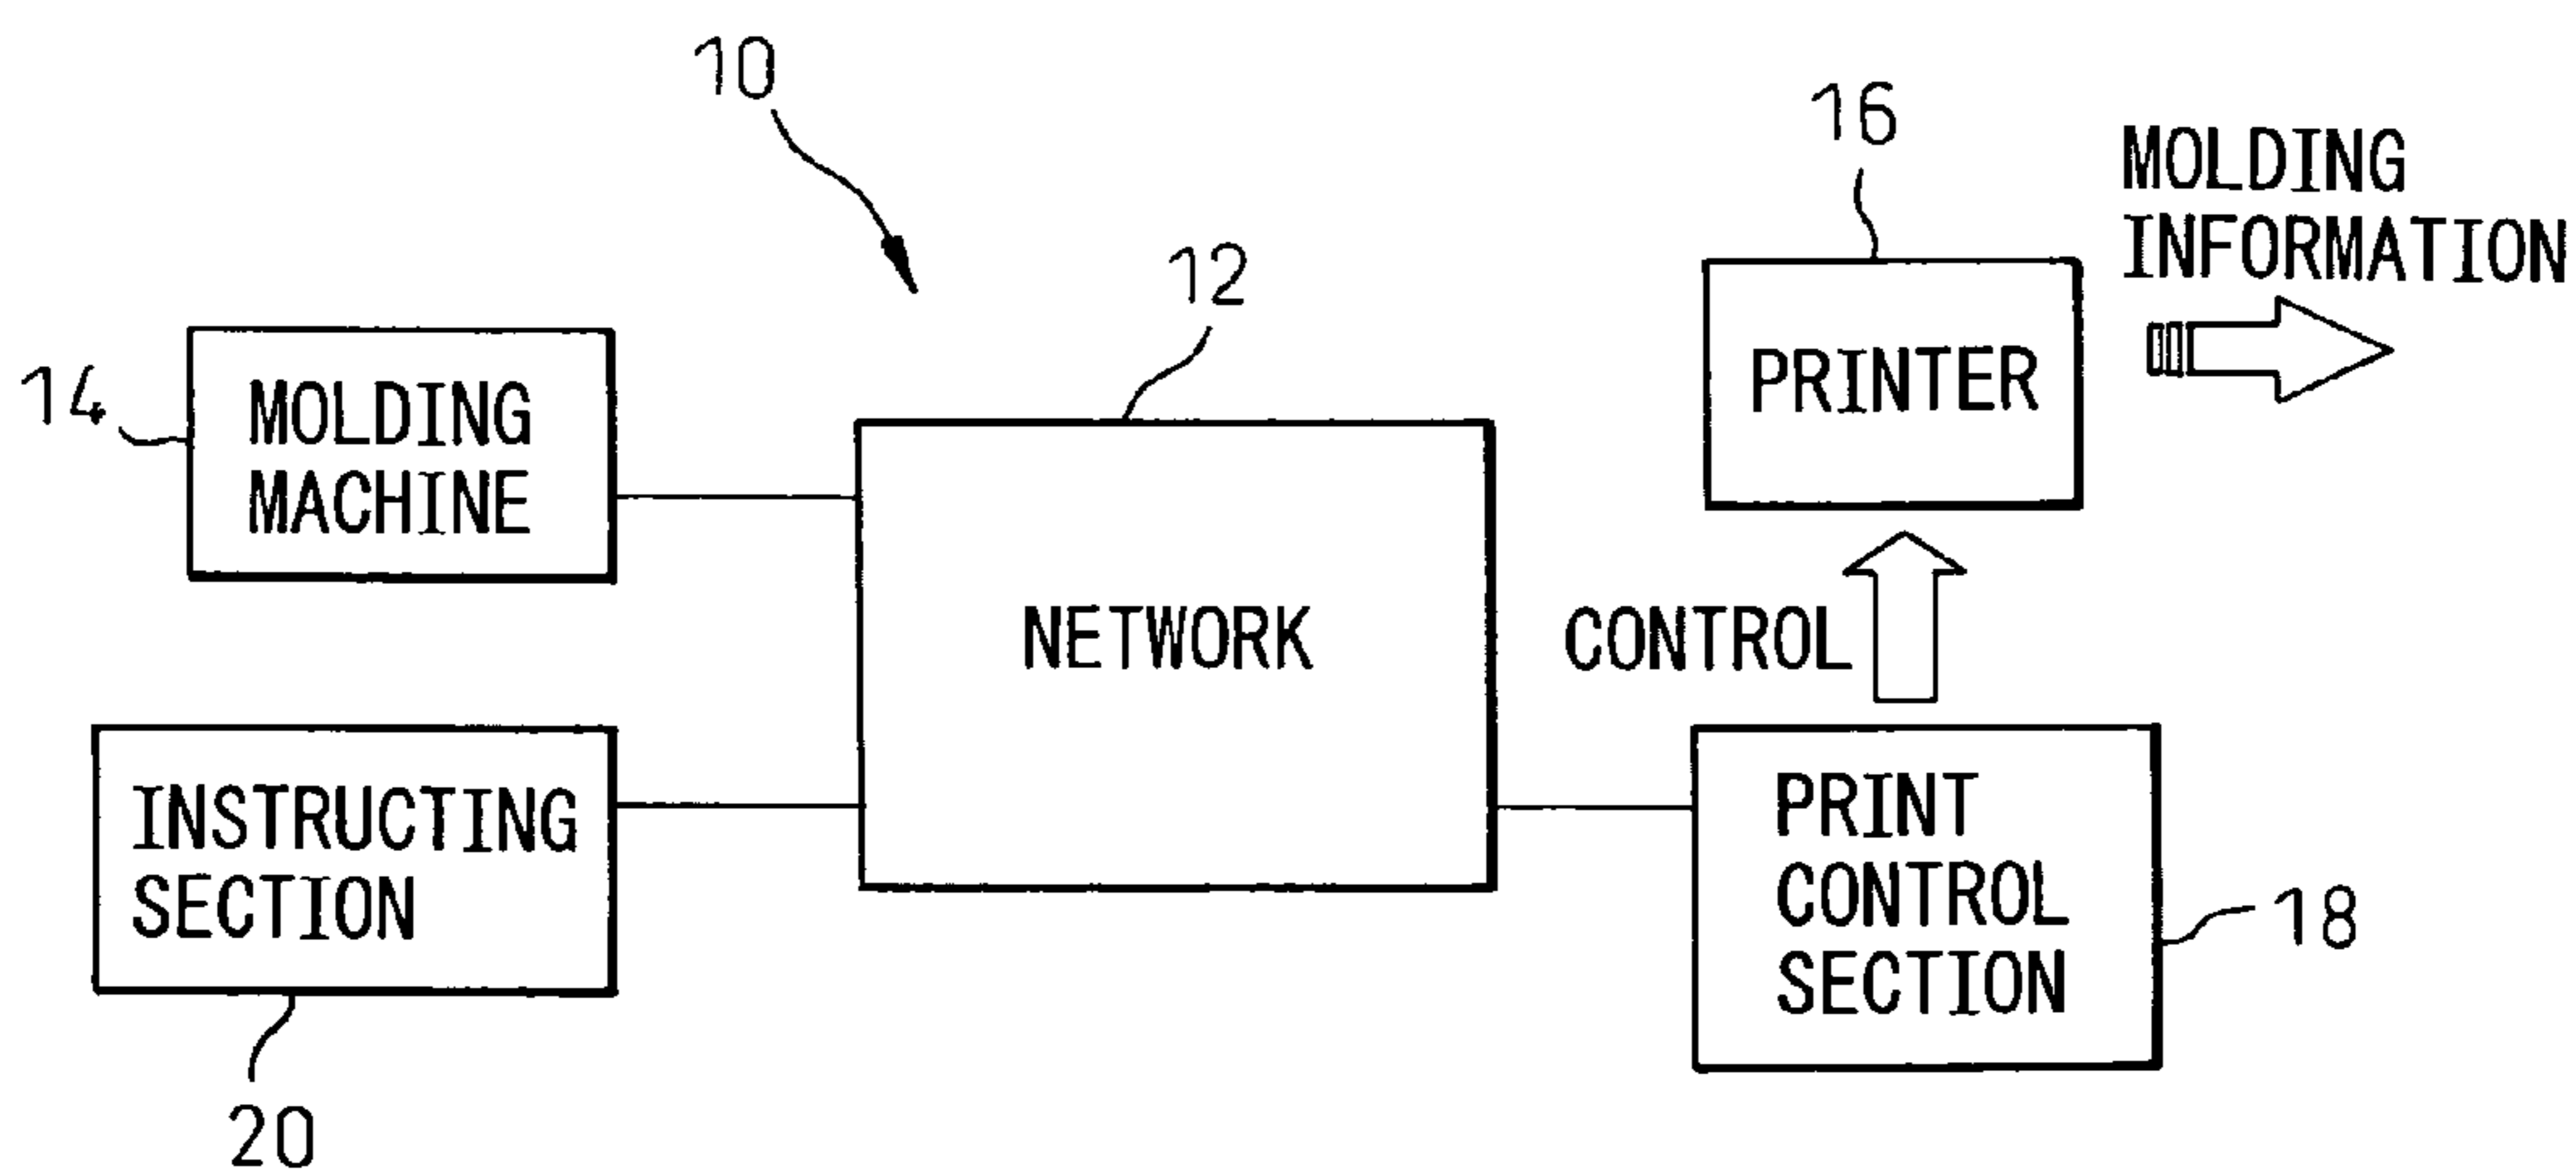 10
16
MOLDING
INFORMATION
12
14
MOLDING
MACHINE
PRINTER
NETWORK
CONTROL
INSTRUCTING
SECTION
PRINT
CONTROL
SECTION
18
20